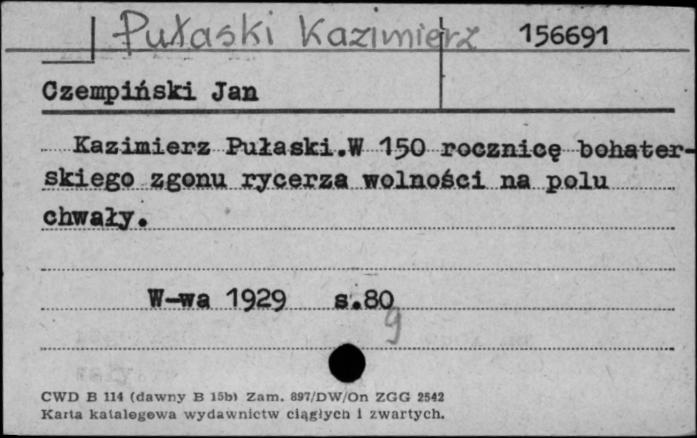 Pułaski Kazimierz 156691
Czempiński Jan
Kazimierz Pułaski.W 150 rocznicę bohater-
skiego zgonu rycerza wolności na polu
chwały.
W-wa 1929 s.80
9
CWD B 114 (dawny B 15b) Zam. 897/DW/On ZGG 2542
Karta katalogowa wydawnictw ciągłych i zwartych.